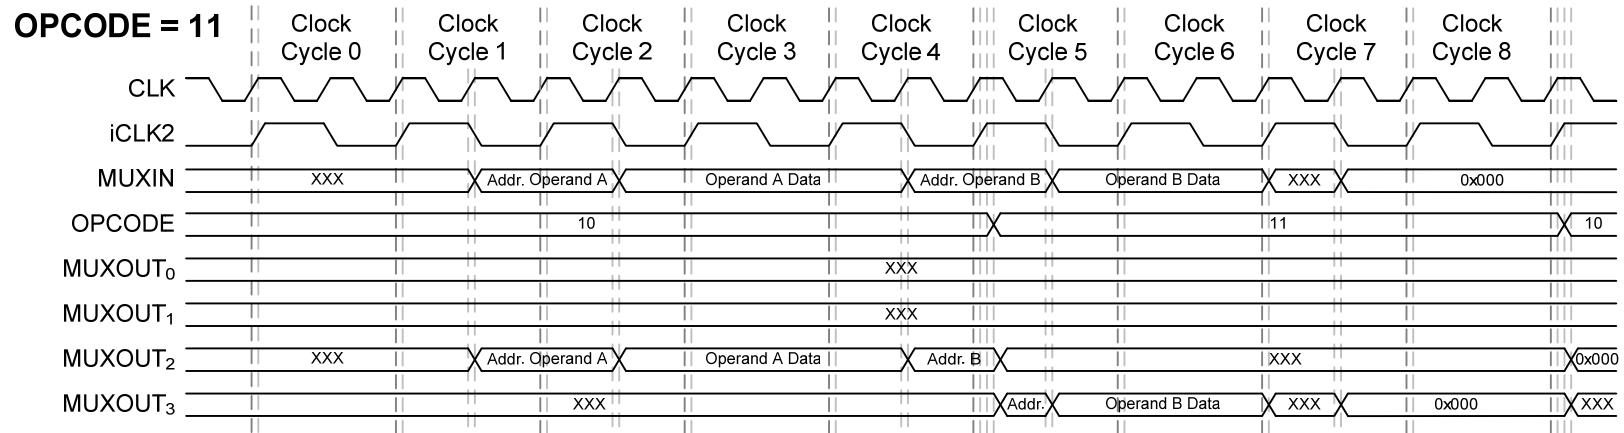 OPCODE = 11
Clock Cycle 0
Clock Cycle 1
Clock Cycle 2
Clock Cycle 3
Clock Cycle 4
Clock Cycle 5
Clock Cycle 6
Clock Cycle 7
Clock Cycle 8
CLK
iCLK2
MUXIN XXX Addr. Operand A Operand A Data Addr. Operand B Operand B Data XXX 0x000
OPCODE 10 11 10
MUXOUT₀ XXX
MUXOUT₁ XXX
MUXOUT₂ XXX Addr. Operand A Operand A Data Addr. B XXX 0x000
MUXOUT₃ XXX Addr. Operand B Data XXX 0x000 XXX